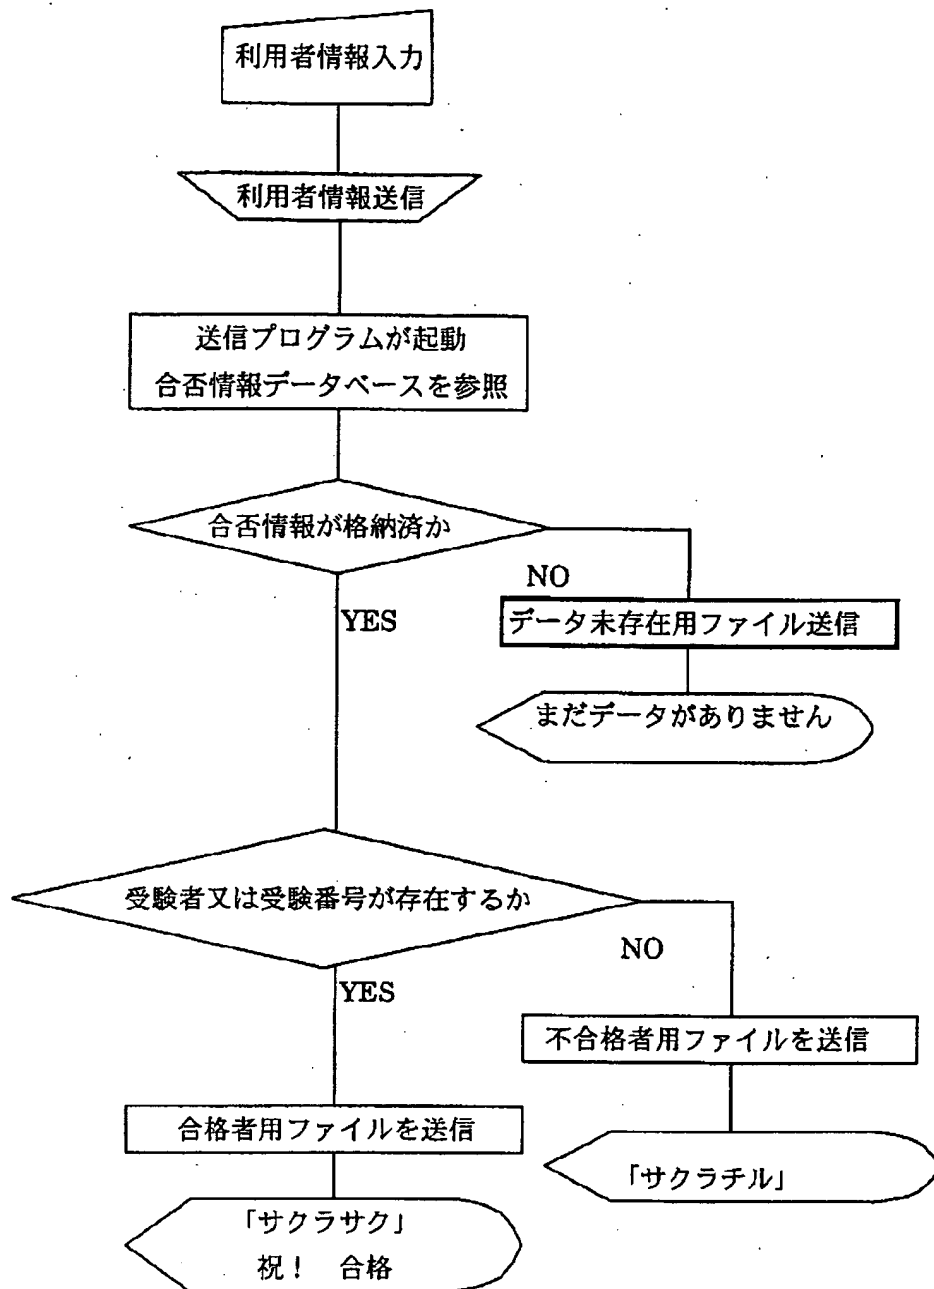 利用者情報入力
利用者情報送信
送信プログラムが起動
合否情報データベースを参照
合否情報が格納済か
NO
YES
データ未存在用ファイル送信
まだデータがありません
受験者又は受験番号が存在するか
NO
YES
不合格者用ファイルを送信
合格者用ファイルを送信
「サクラチル」
「サクラサク」
祝！　合格